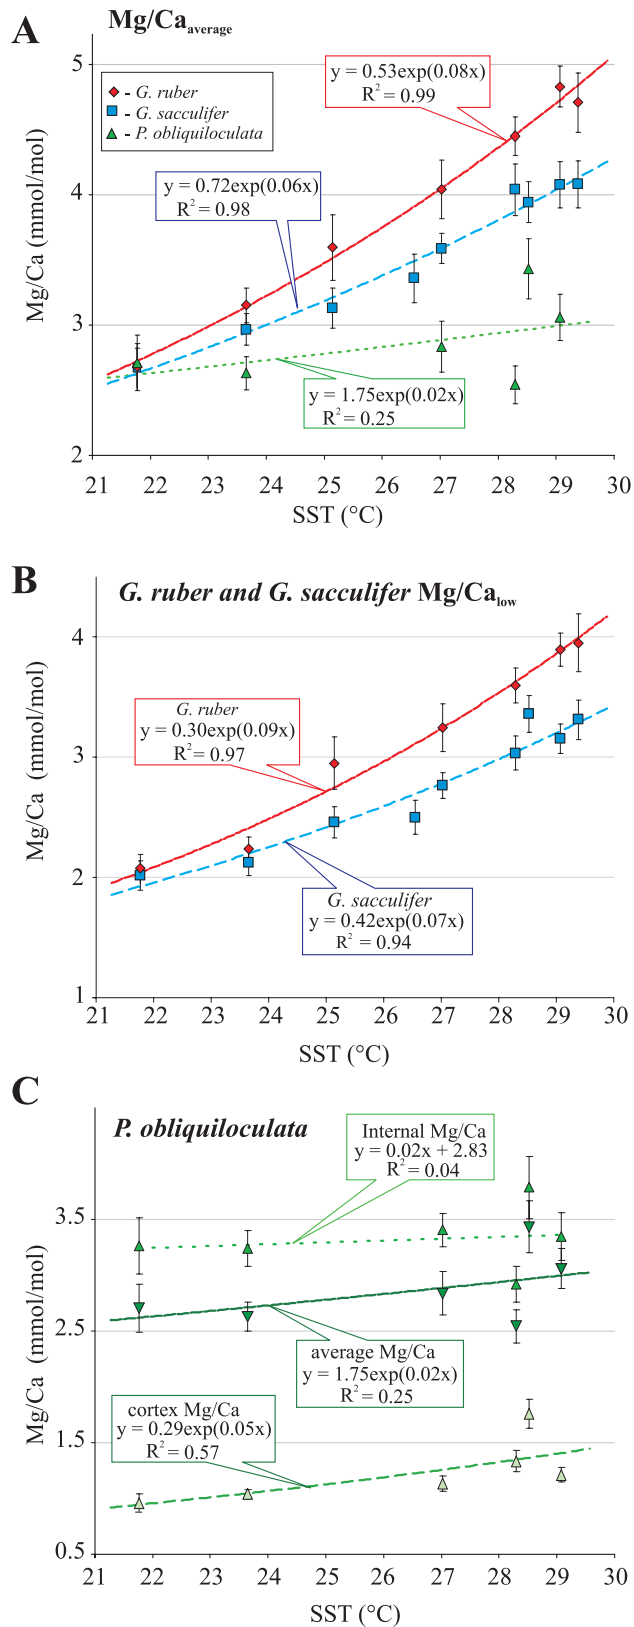 A
Mg/Ca average
5
4
3
2
Mg/Ca (mmol/mol)
- G. ruber
- G. sacculifer
- P. obliquiloculata
y = 0.53exp(0.08x)
R² = 0.99
y = 0.72exp(0.06x)
R² = 0.98
y = 1.75exp(0.02x)
R² = 0.25
21 22 23 24 25 26 27 28 29 30
SST (°C)
B
G. ruber and G. sacculifer Mg/Ca low
4
3
2
1
Mg/Ca (mmol/mol)
G. ruber
y = 0.30exp(0.09x)
R² = 0.97
G. sacculifer
y = 0.42exp(0.07x)
R² = 0.94
21 22 23 24 25 26 27 28 29 30
SST (°C)
C
P. obliquiloculata
3.5
2.5
1.5
0.5
Mg/Ca (mmol/mol)
Internal Mg/Ca
y = 0.02x + 2.83
R² = 0.04
average Mg/Ca
y = 1.75exp(0.02x)
R² = 0.25
cortex Mg/Ca
y = 0.29exp(0.05x)
R² = 0.57
21 22 23 24 25 26 27 28 29 30
SST (°C)